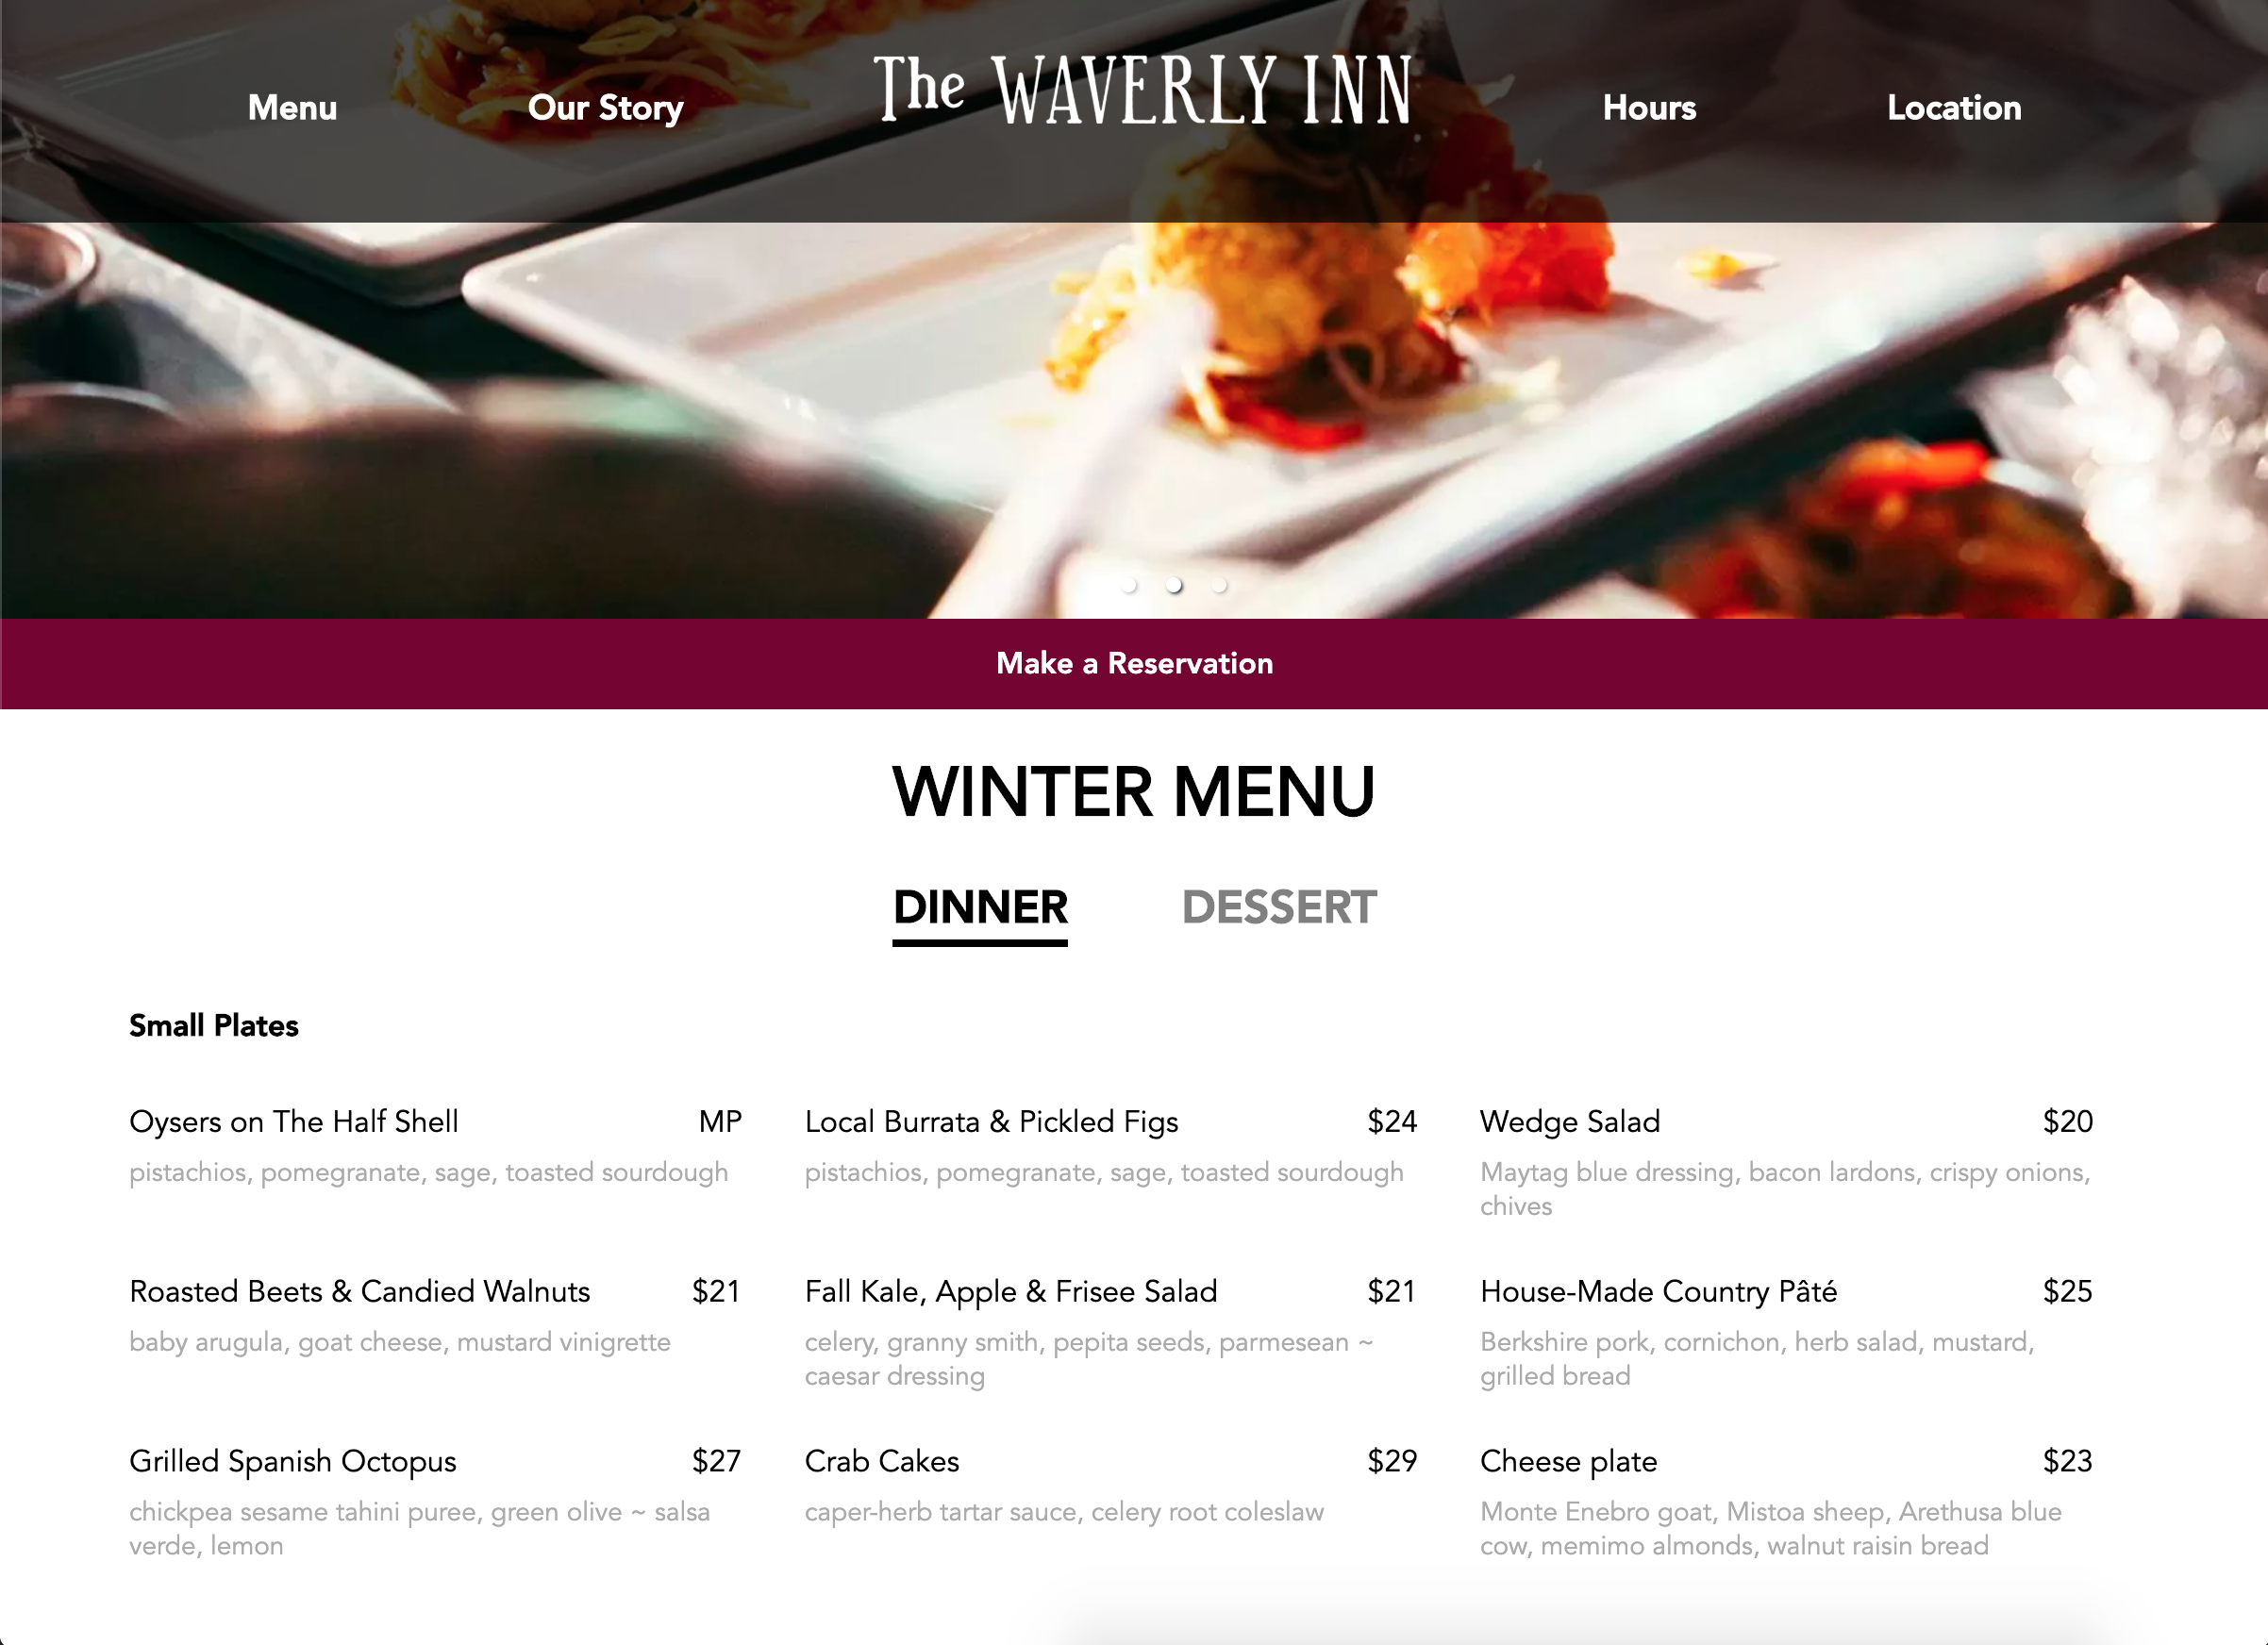 Menu
Our Story
The WAVERLY INN
Hours
Location
Make a Reservation
WINTER MENU
DINNER
DESSERT
Small Plates
Oysers on The Half Shell MP
pistachios, pomegranate, sage, toasted sourdough
Local Burrata & Pickled Figs $24
pistachios, pomegranate, sage, toasted sourdough
Wedge Salad $20
Maytag blue dressing, bacon lardons, crispy onions,
chives
Roasted Beets & Candied Walnuts $21
baby arugula, goat cheese, mustard vinigrette
Fall Kale, Apple & Frisee Salad $21
celery, granny smith, pepita seeds, parmesean ~
caesar dressing
House-Made Country Pâté $25
Berkshire pork, cornichon, herb salad, mustard,
grilled bread
Grilled Spanish Octopus $27
chickpea sesame tahini puree, green olive ~ salsa
verde, lemon
Crab Cakes $29
caper-herb tartar sauce, celery root coleslaw
Cheese plate $23
Monte Enebro goat, Mistoa sheep, Arethusa blue
cow, memimo almonds, walnut raisin bread